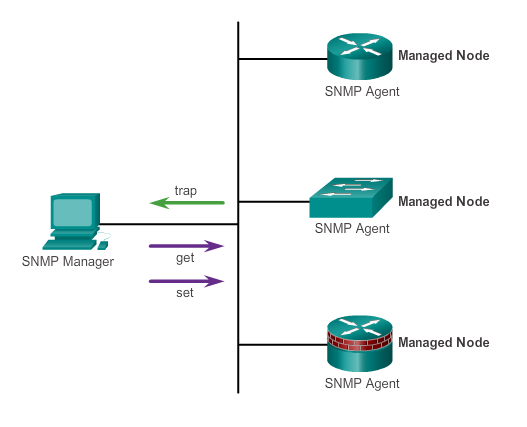 Managed Node
SNMP Agent
trap
Managed Node
SNMP Agent
SNMP Manager
get
set
Managed Node
SNMP Agent